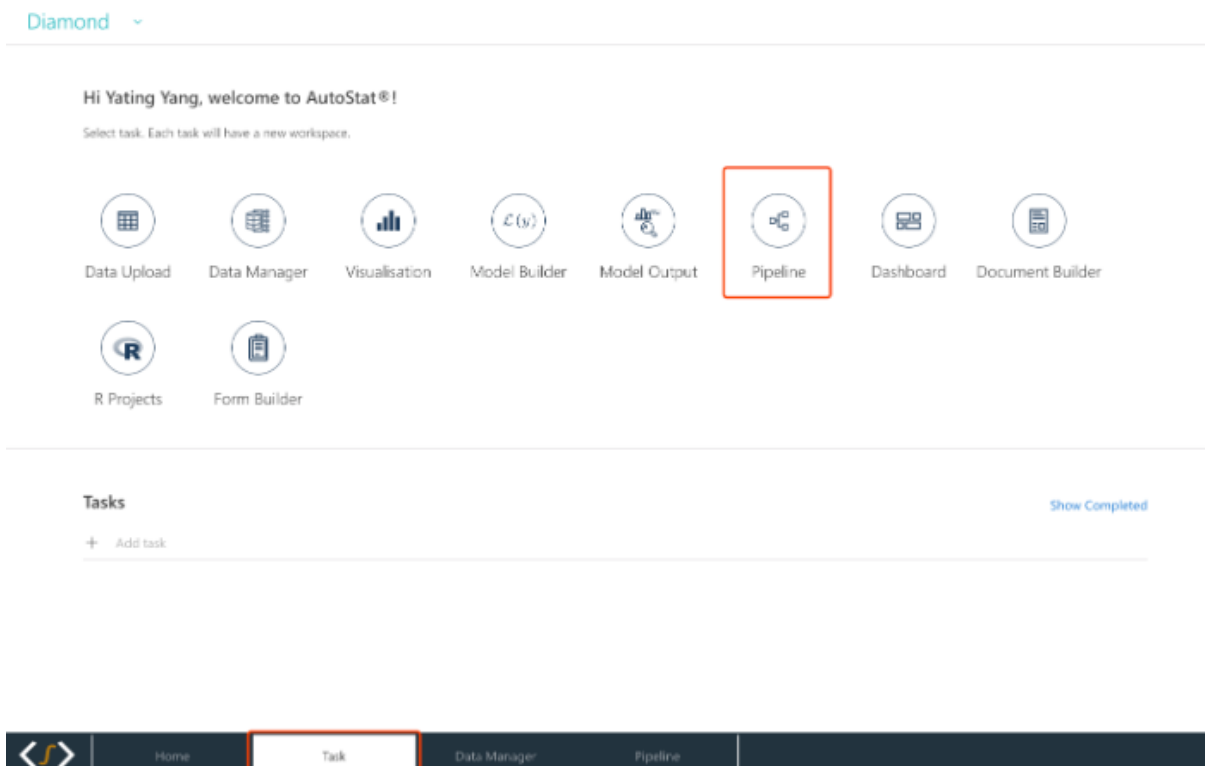 Diamond
Hi Yating Yang, welcome to AutoStat®!
Select task. Each task will have a new workspace.
L(y)
Data Upload Data Manager Visualisation Model Builder Model Output Pipeline Dashboard Document Builder
R
R Projects Form Builder
Tasks Show Completed
+ Add task
Home Task Data Manager Pipeline